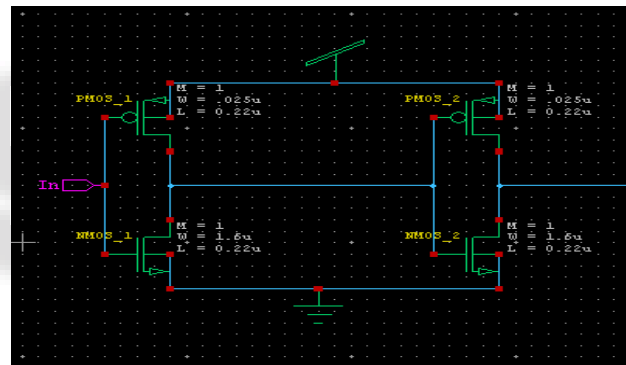 PMOS_1
M = 1
W = .025u
L = 0.22u
PMOS_2
M = 1
W = .025u
L = 0.22u
In
NMOS_1
M = 1
W = 1.6u
L = 0.22u
NMOS_2
M = 1
W = 1.6u
L = 0.22u